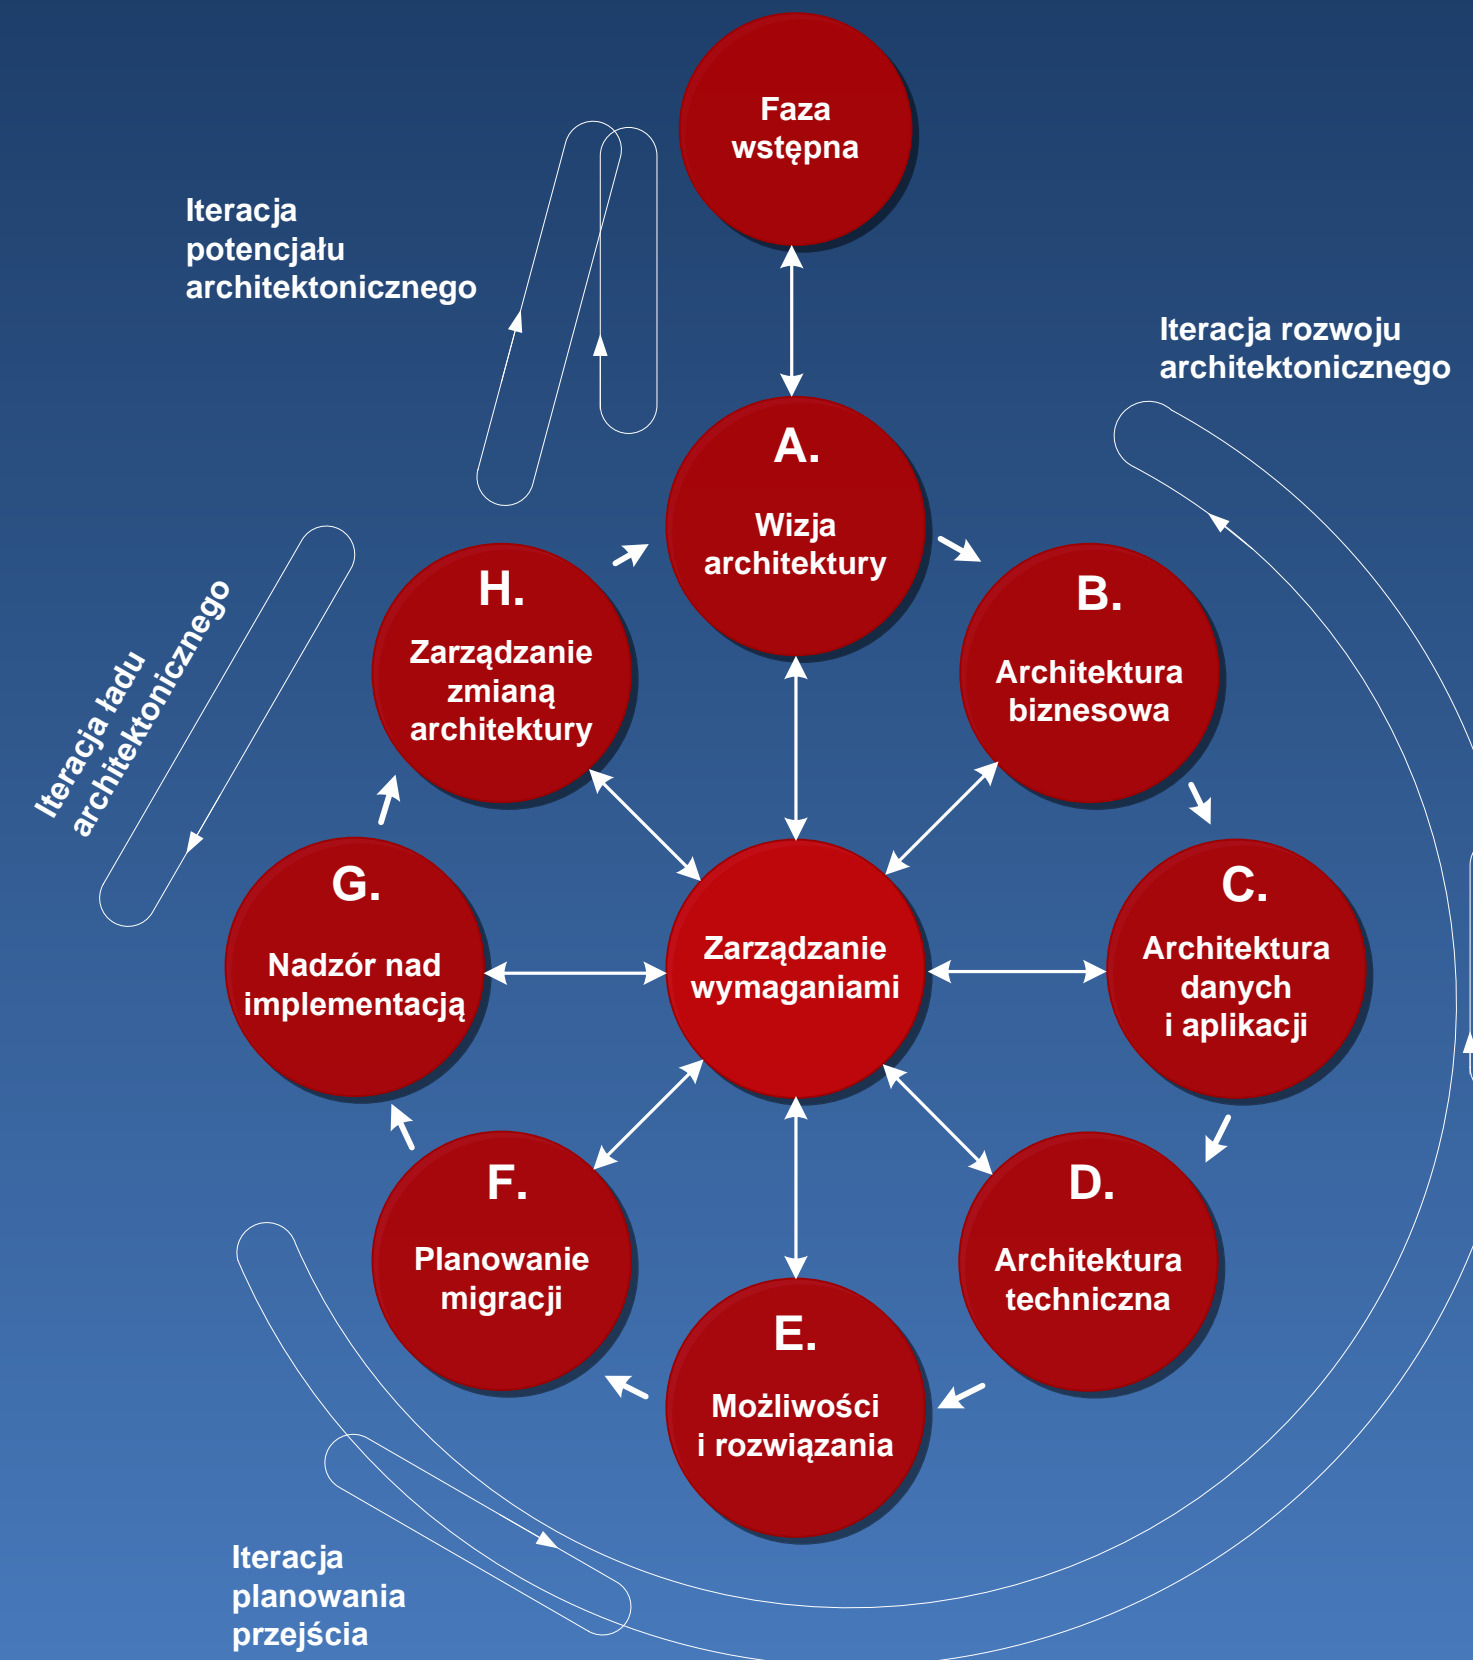 Faza
wstępna
Iteracja
potencjału
architektonicznego
Iteracja rozwoju
architektonicznego
A.
Wizja
architektury
H.
Zarządzanie
zmianą
architektury
B.
Architektura
biznesowa
Iteracja ładu
architektonicznego
G.
Nadzór nad
implementacją
Zarządzanie
wymaganiami
C.
Architektura
danych
i aplikacji
F.
Planowanie
migracji
D.
Architektura
techniczna
E.
Możliwości
i rozwiązania
Iteracja
planowania
przejścia